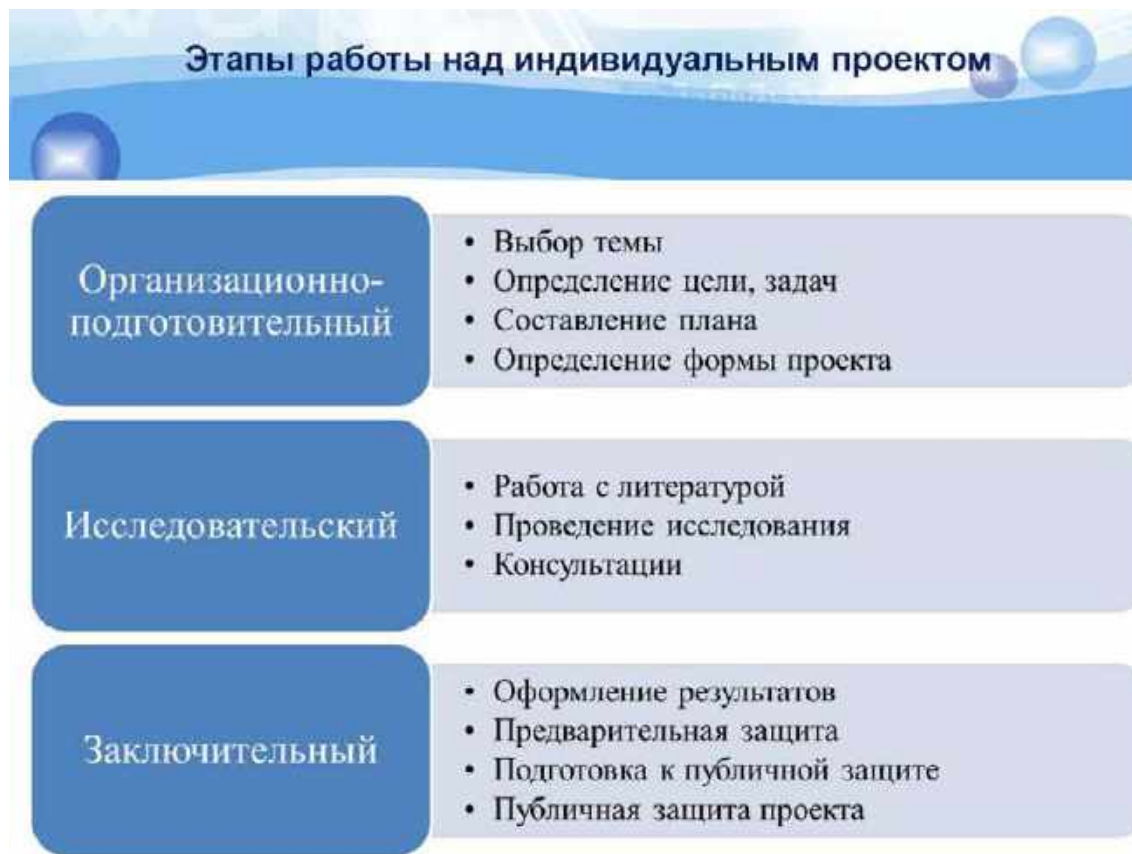 Этапы работы над индивидуальным проектом
Организационно-
подготовительный
• Выбор темы
• Определение цели, задач
• Составление плана
• Определение формы проекта
Исследовательский
• Работа с литературой
• Проведение исследования
• Консультации
Заключительный
• Оформление результатов
• Предварительная защита
• Подготовка к публичной защите
• Публичная защита проекта